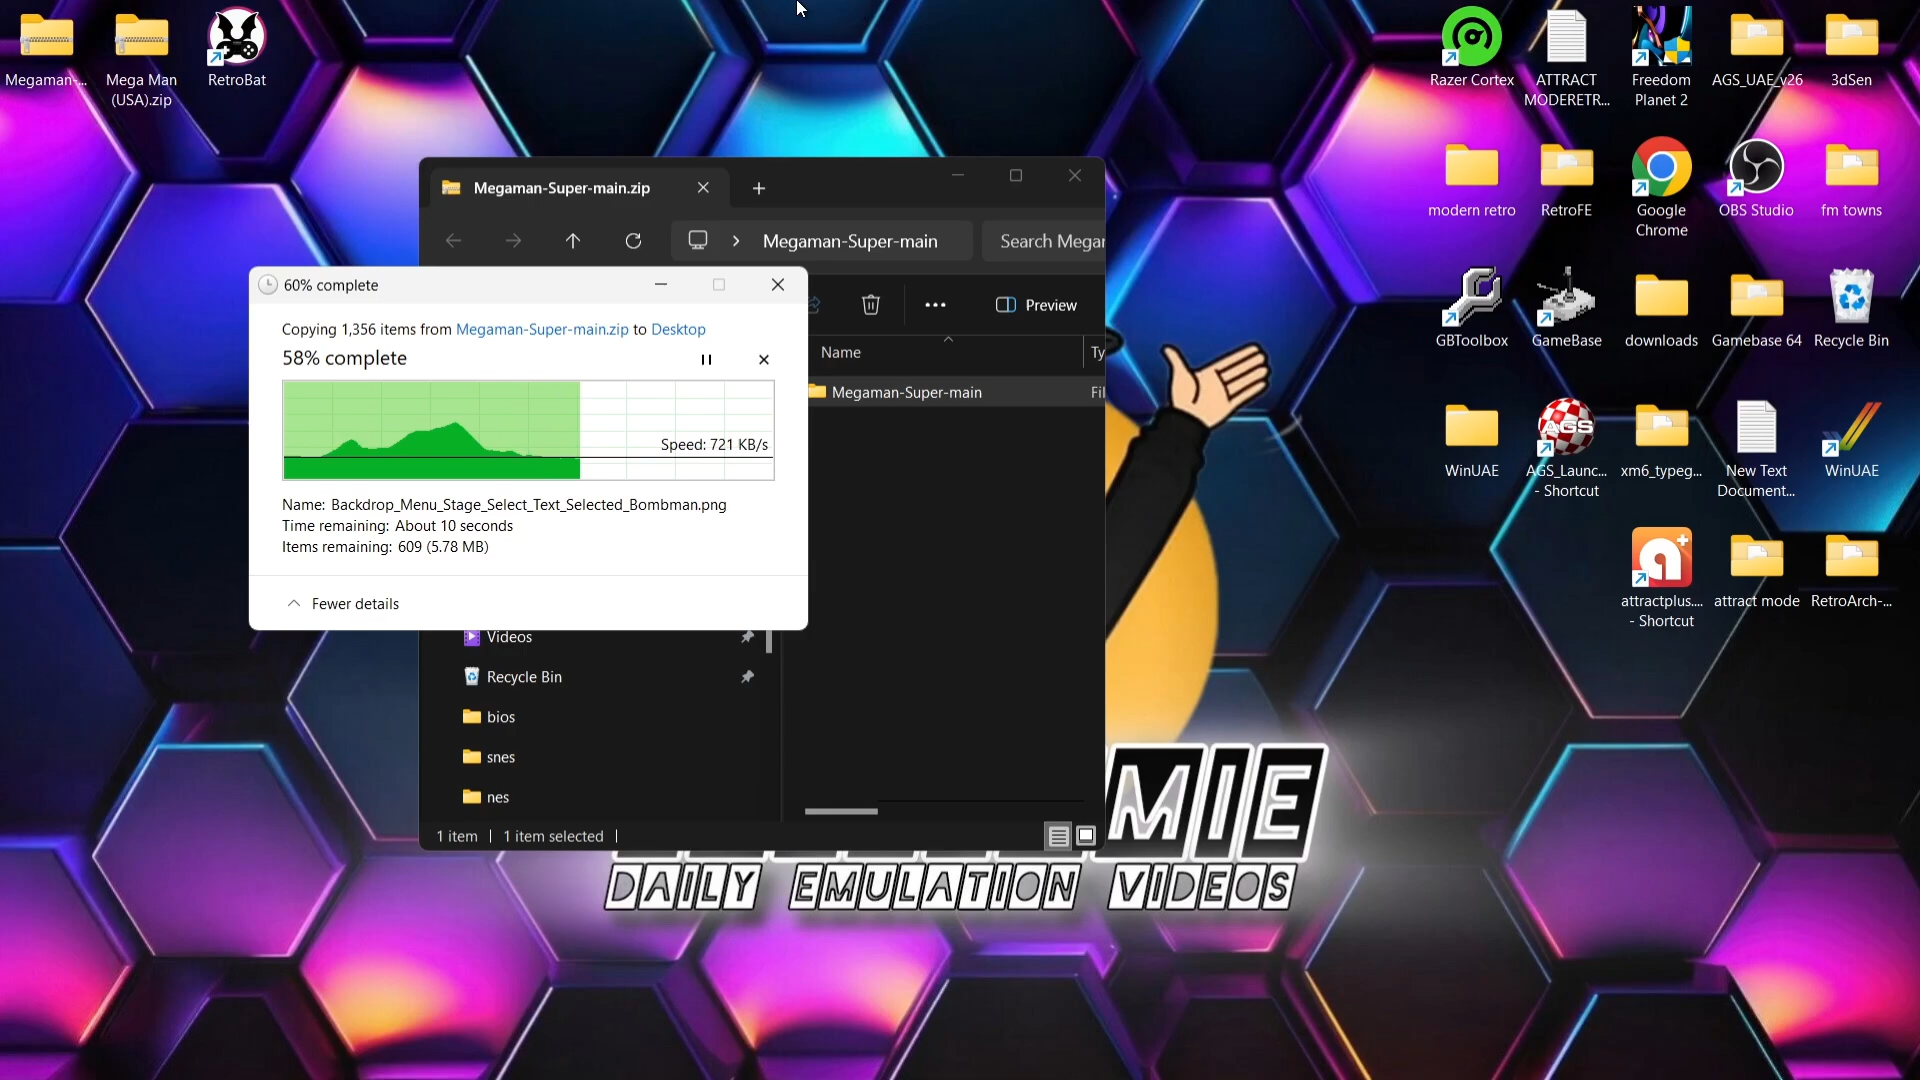 Megaman-...
Mega Man
(USA).zip
RetroBat
Razer Cortex
ATTRACT
MODERETR...
Freedom
Planet 2
AGS_UAE_v26
3dSen
modern retro
RetroFE
Google
Chrome
OBS Studio
fm towns
GBToolbox
GameBase
downloads
Gamebase 64
Recycle Bin
WinUAE
AGS
AGS_Launc...
- Shortcut
xm6_typeg...
New Text
Document...
WinUAE
attractplus....
- Shortcut
attract mode
RetroArch-...
Megaman-Super-main.zip
Megaman-Super-main
Search Megar
Preview
Name
Ty
Megaman-Super-main
Fil
60% complete
Copying 1,356 items from Megaman-Super-main.zip to Desktop
58% complete
Speed: 721 KB/s
Name: Backdrop_Menu_Stage_Select_Text_Selected_Bombman.png
Time remaining: About 10 seconds
Items remaining: 609 (5.78 MB)
Fewer details
Videos
Recycle Bin
bios
snes
nes
1 item
1 item selected
MIE
DAILY EMULATION VIDEOS